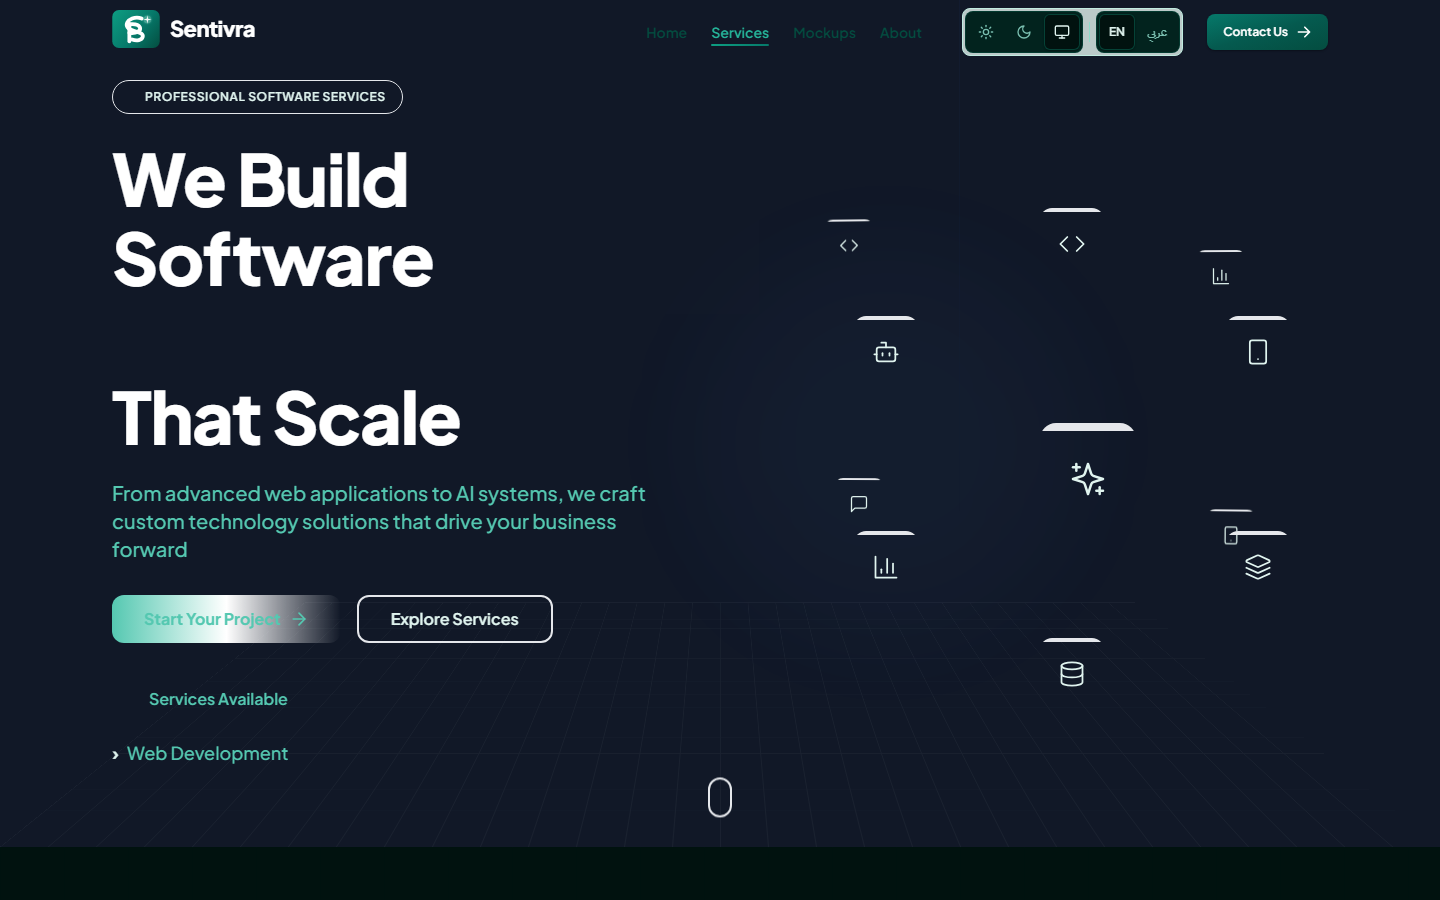 Sentivra
Home Services Mockups About
EN عربي
Contact Us
PROFESSIONAL SOFTWARE SERVICES
We Build
Software
That Scale
From advanced web applications to AI systems, we craft
custom technology solutions that drive your business
forward
Start Your Project
Explore Services
Services Available
› Web Development